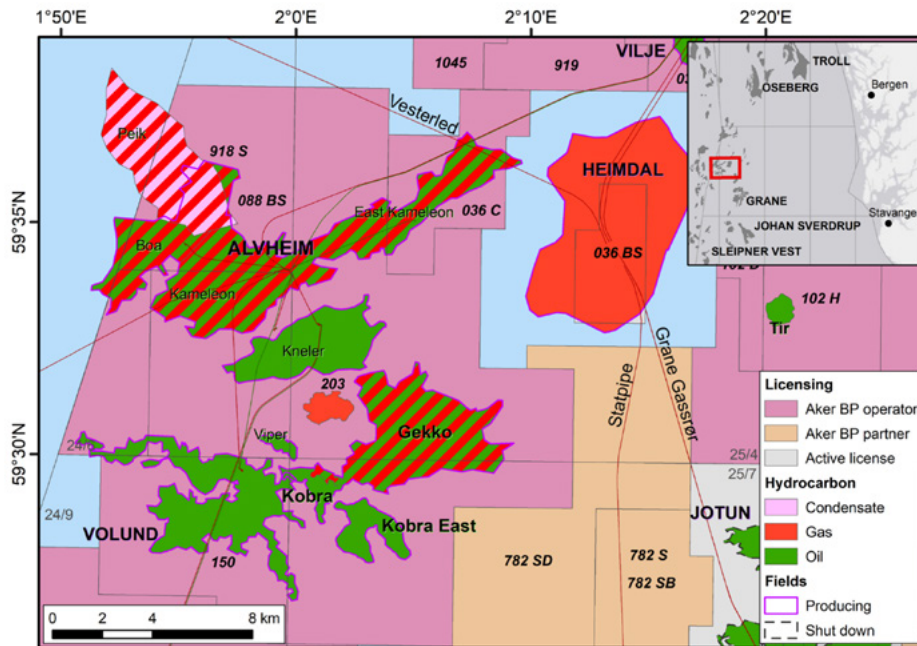 1°50'E
2°0'E
2°10'E
2°20'E
VILJE
1045
919
TROLL
OSEBERG
Bergen
GRANE
JOHAN SVERDRUP
Stavange
SLEIPNER VEST
Vesterled
Peik
918 S
088 BS
HEIMDAL
59°35'N
East Kameleon
036 C
Boa
ALVHEIM
036 BS
Kameleon
102 D
102 H
Tir
Kneler
Statpipe
Grane Gassrør
203
Gekko
Viper
59°30'N
24/6
25/4
25/7
Kobra
24/9
JOTUN
VOLUND
Kobra East
150
782 SD
782 S
782 SB
0 2 4 8 km
Licensing
Aker BP operator
Aker BP partner
Active license
Hydrocarbon
Condensate
Gas
Oil
Fields
Producing
Shut down